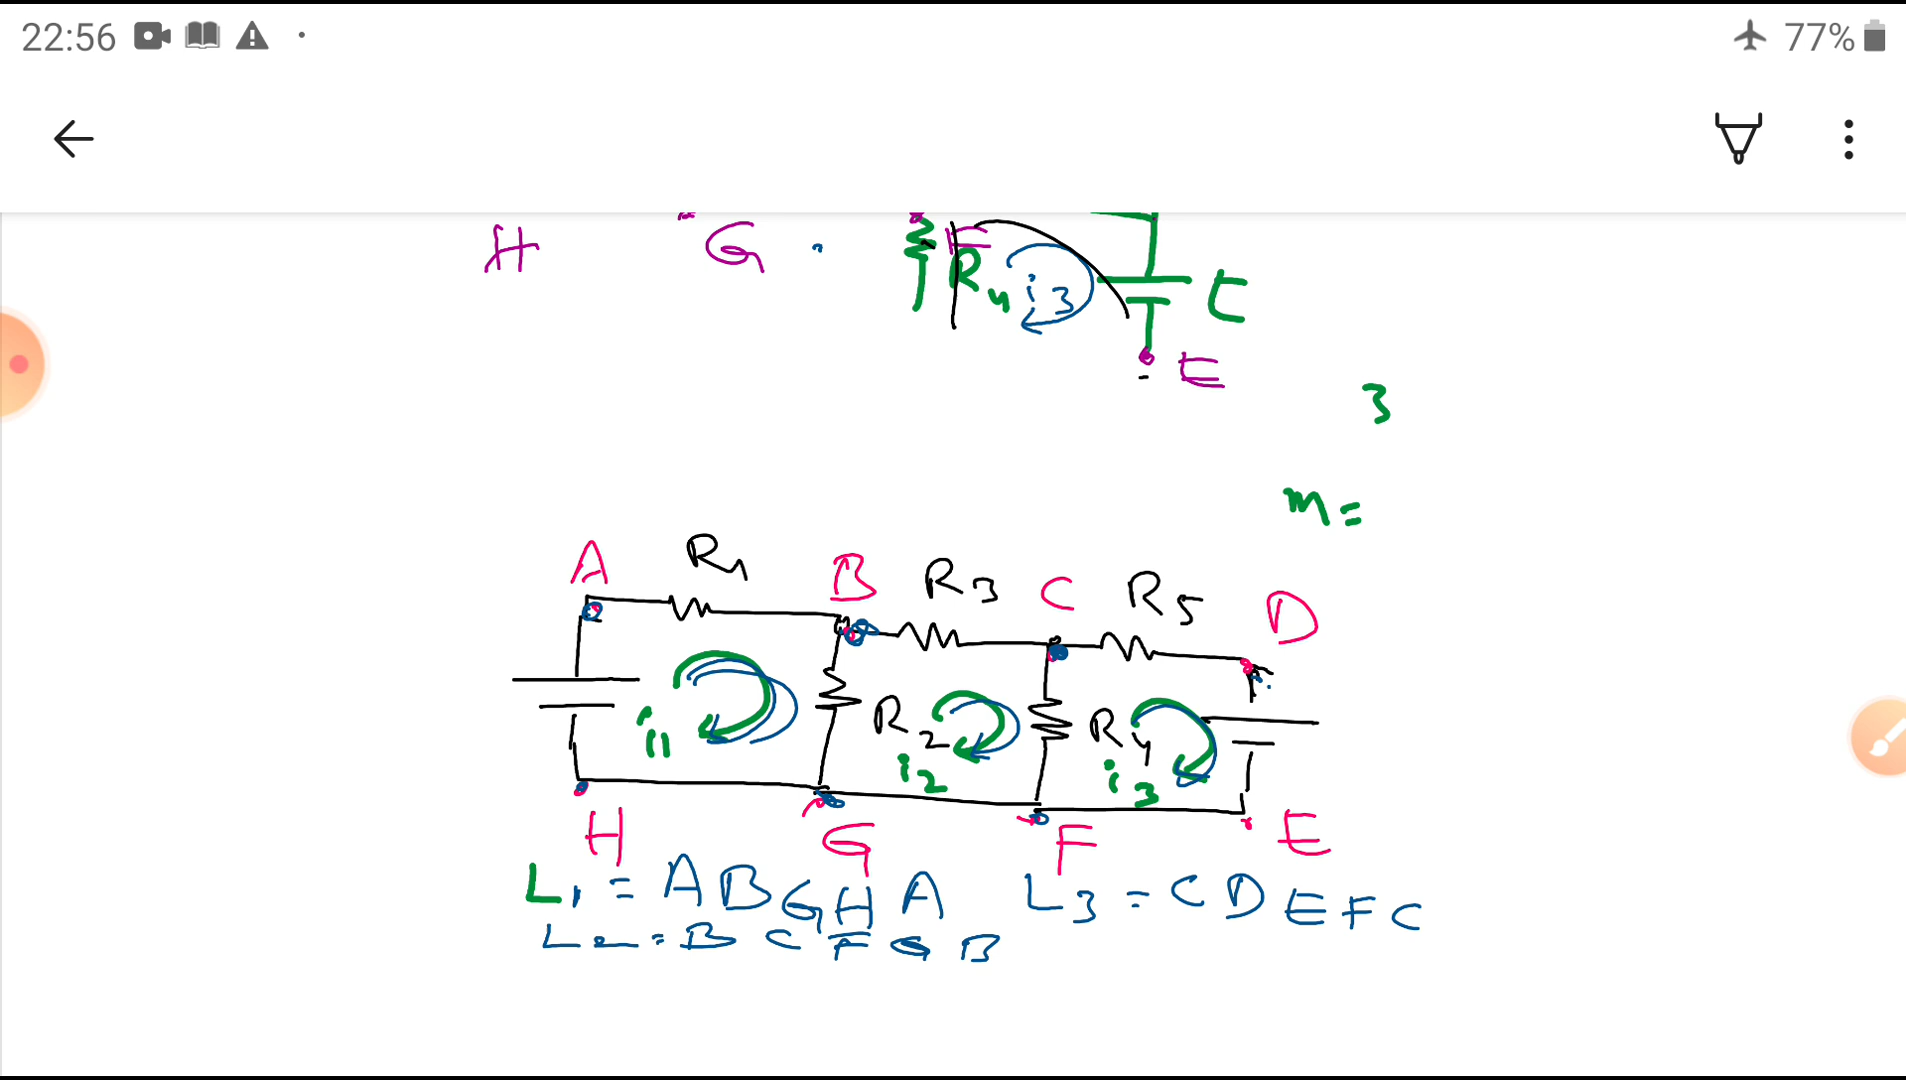 22:56 77%
H G R4 i3 E
E
3
m=
A R1 B R3 C R5 D
i1 R2 i2 R4 i3
H G F E
L1 = ABGHA L3 = CDEFC
L2 = BCFGB